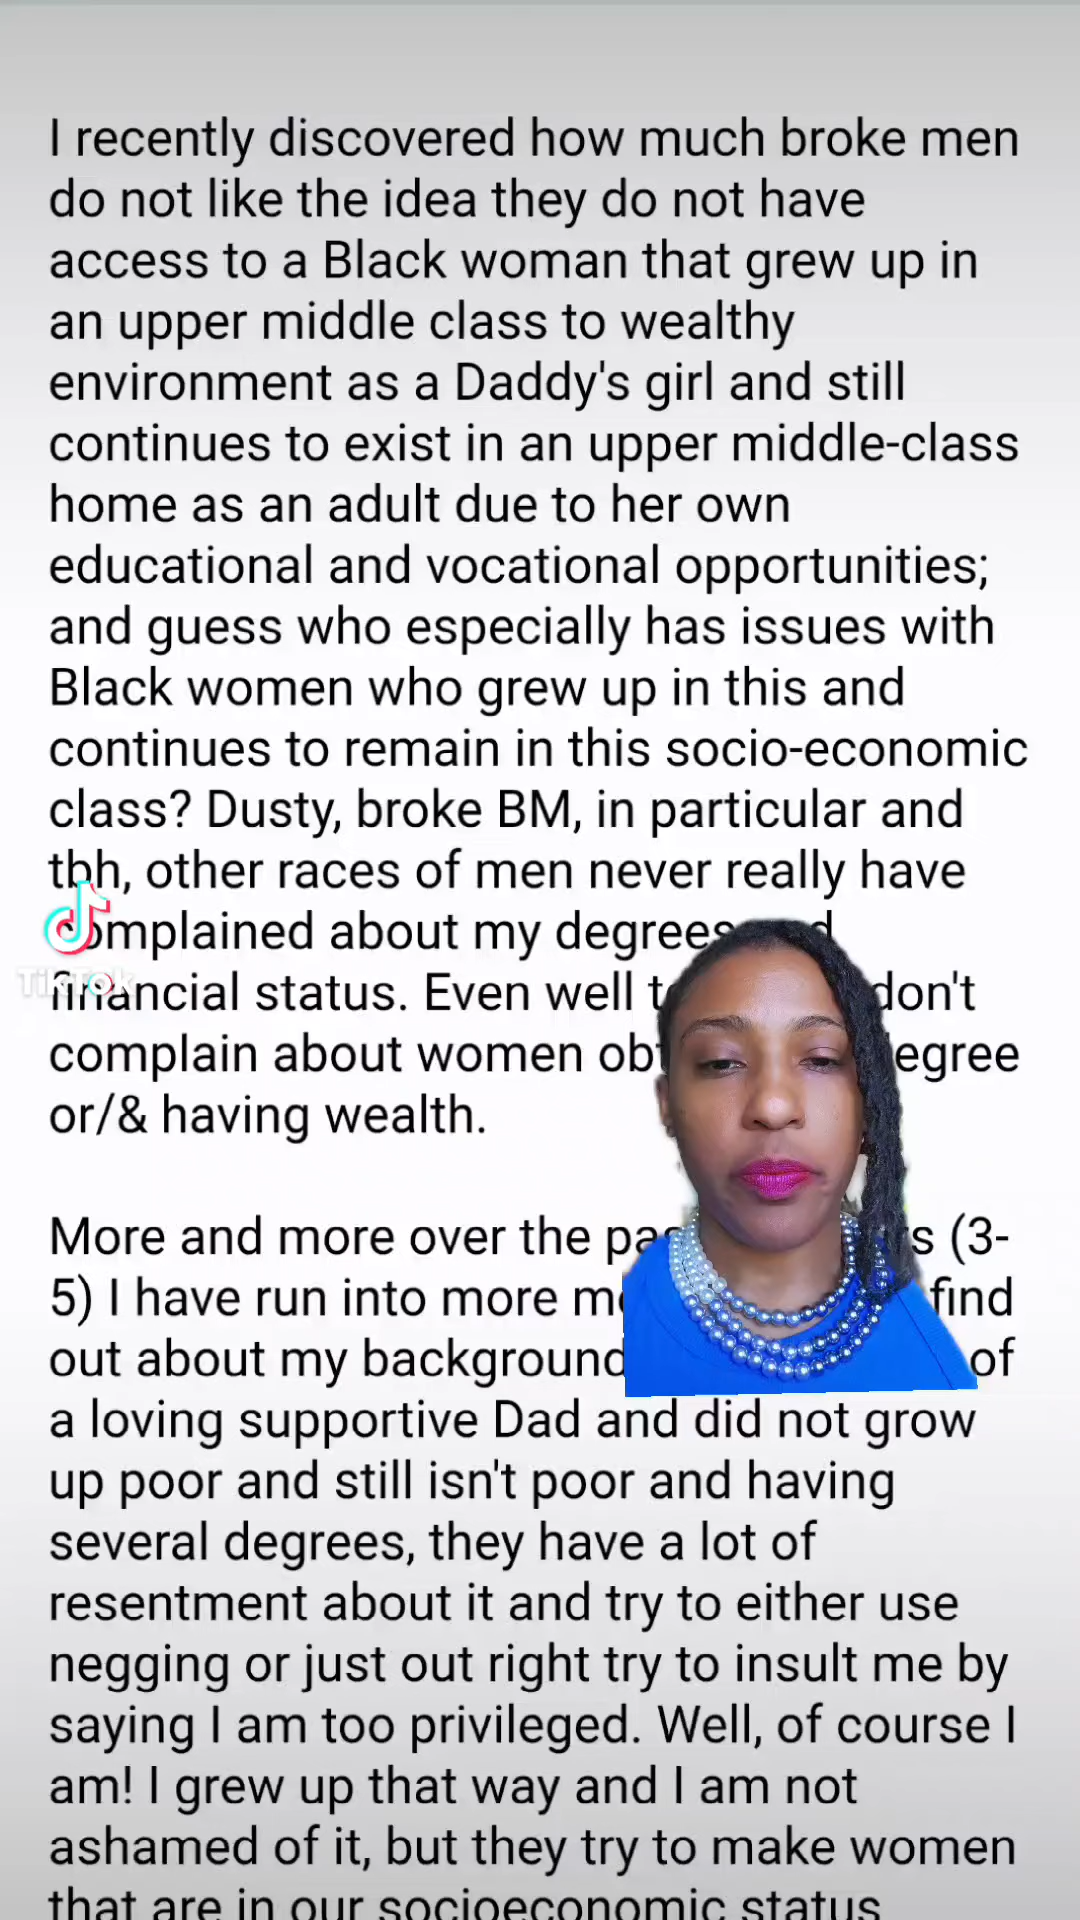 I recently discovered how much broke men
do not like the idea they do not have
access to a Black woman that grew up in
an upper middle class to wealthy
environment as a Daddy's girl and still
continues to exist in an upper middle-class
home as an adult due to her own
educational and vocational opportunities;
and guess who especially has issues with
Black women who grew up in this and
continues to remain in this socio-economic
class? Dusty, broke BM, in particular and
tbh, other races of men never really have
complained about my degrees
TikTok
financial status. Even well don't
complain about women egree
or/& having wealth.
More and more over the (3-
5) I have run into more find
out about my background of
a loving supportive Dad and did not grow
up poor and still isn't poor and having
several degrees, they have a lot of
resentment about it and try to either use
negging or just out right try to insult me by
saying I am too privileged. Well, of course I
am! I grew up that way and I am not
ashamed of it, but they try to make women
that are in our socioeconomic status